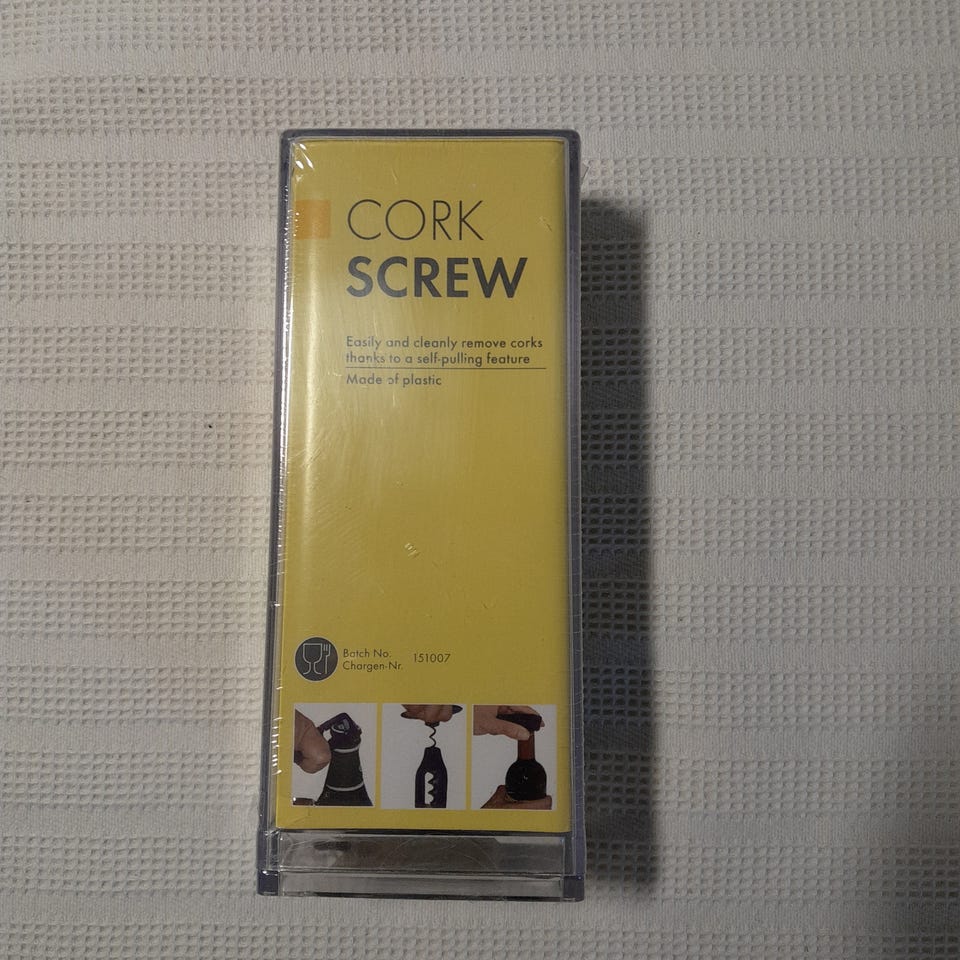 CORK
SCREW
Easily and cleanly remove corks
thanks to a self-pulling feature
Made of plastic
Batch No.
Chargen-Nr. 151007